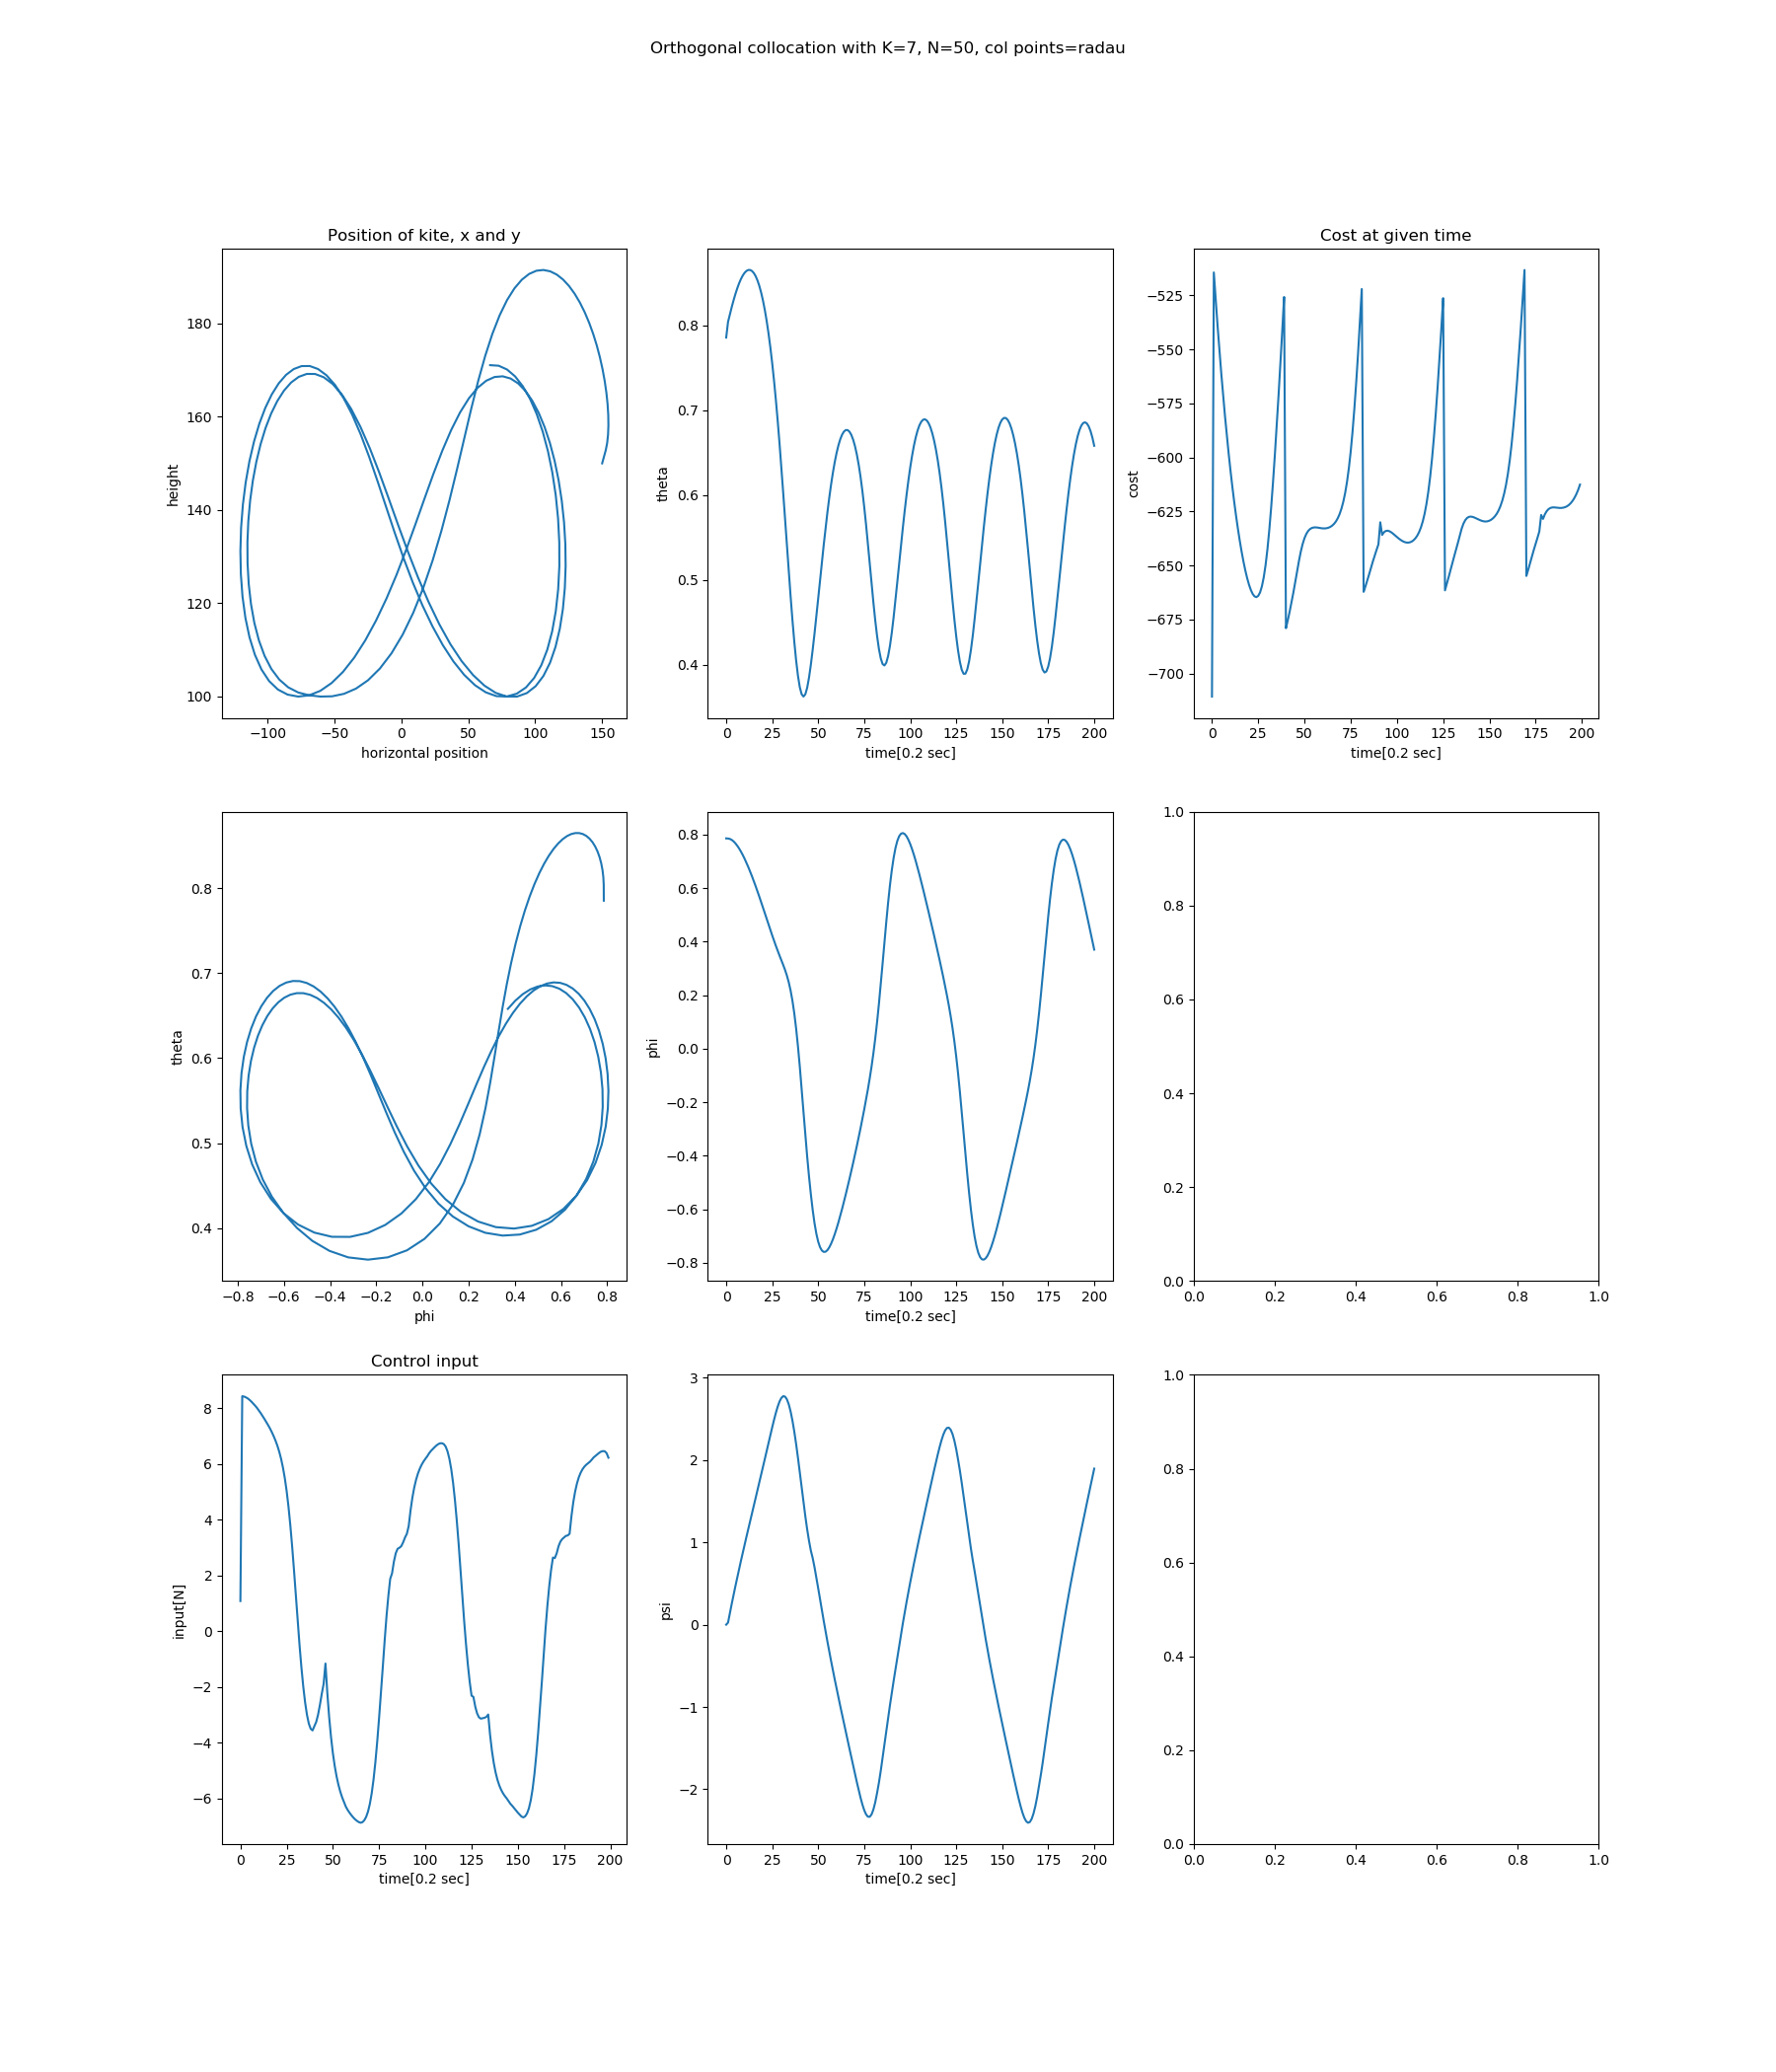 Orthogonal collocation with K=7, N=50, col points=radau
Position of kite, x and y
height
180
160
140
120
100
−100 −50 0 50 100 150
horizontal position
theta
0.8
0.7
0.6
0.5
0.4
0 25 50 75 100 125 150 175 200
time[0.2 sec]
Cost at given time
cost
−525
−550
−575
−600
−625
−650
−675
−700
0 25 50 75 100 125 150 175 200
time[0.2 sec]
theta
0.8
0.7
0.6
0.5
0.4
−0.8 −0.6 −0.4 −0.2 0.0 0.2 0.4 0.6 0.8
phi
phi
0.8
0.6
0.4
0.2
0.0
−0.2
−0.4
−0.6
−0.8
0 25 50 75 100 125 150 175 200
time[0.2 sec]
1.0
0.8
0.6
0.4
0.2
0.0
0.0 0.2 0.4 0.6 0.8 1.0
Control input
input[N]
8
6
4
2
0
−2
−4
−6
0 25 50 75 100 125 150 175 200
time[0.2 sec]
psi
3
2
1
0
−1
−2
0 25 50 75 100 125 150 175 200
time[0.2 sec]
1.0
0.8
0.6
0.4
0.2
0.0
0.0 0.2 0.4 0.6 0.8 1.0